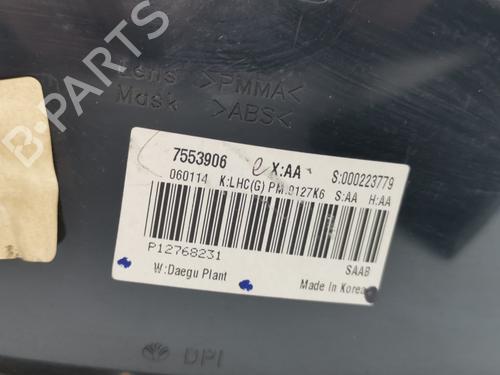 Lens >PMMA<
Mask >ABS<
7553906 X:AA S:000223779
060114 K:LHC(G) PM:9127K6 S:AA H:AA
P12768231 SAAB
W:Daegu Plant Made In Korea
DPI
B-PARTS